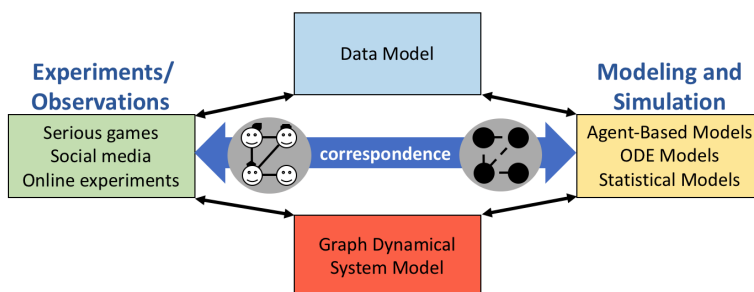 Data Model
Experiments/
Observations
Modeling and
Simulation
Serious games
Social media
Online experiments
correspondence
Agent-Based Models
ODE Models
Statistical Models
Graph Dynamical
System Model